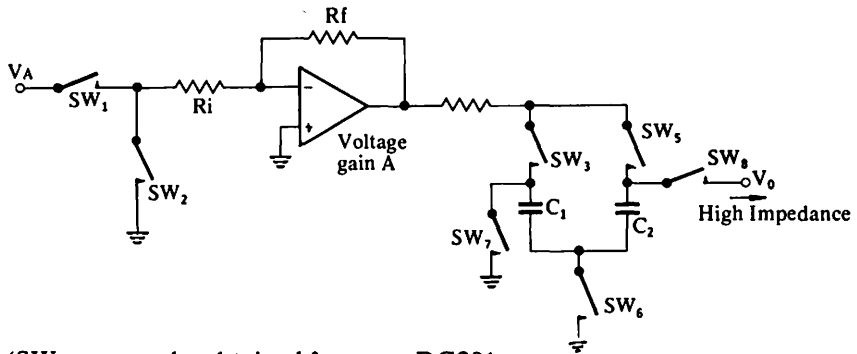 Rf
VA
SW1
Ri
SW2
Voltage
gain A
SW3
SW5
SW8
V0
High Impedance
C1
C2
SW7
SW6